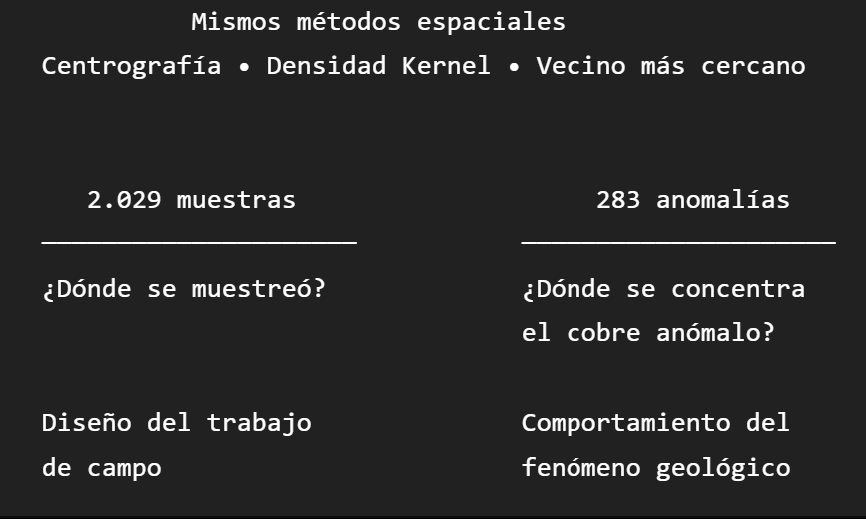 Mismos métodos espaciales
Centrografía • Densidad Kernel • Vecino más cercano
2.029 muestras
¿Dónde se muestreó?
Diseño del trabajo
de campo
283 anomalías
¿Dónde se concentra
el cobre anómalo?
Comportamiento del
fenómeno geológico